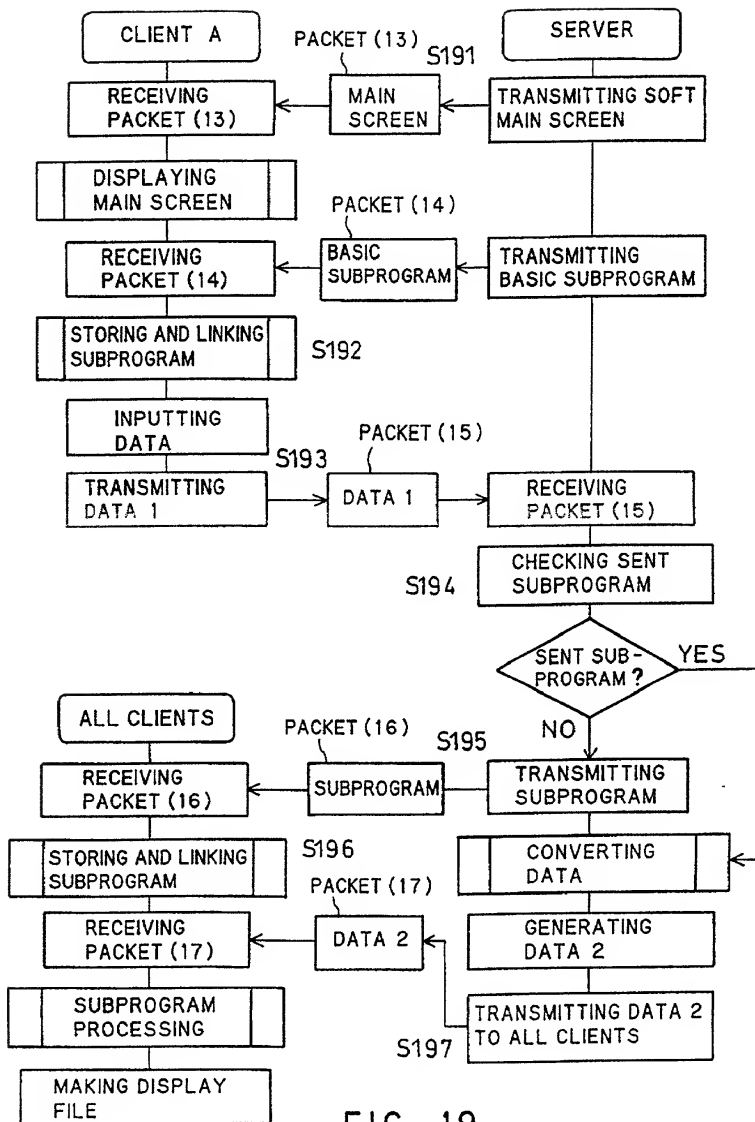 CLIENT A
PACKET (13)
S191
SERVER
RECEIVING
PACKET (13)
MAIN
SCREEN
TRANSMITTING SOFT
MAIN SCREEN
DISPLAYING
MAIN SCREEN
PACKET (14)
RECEIVING
PACKET (14)
BASIC
SUBPROGRAM
TRANSMITTING
BASIC SUBPROGRAM
STORING AND LINKING
SUBPROGRAM
S192
INPUTTING
DATA
S193
PACKET (15)
TRANSMITTING
DATA 1
DATA 1
RECEIVING
PACKET (15)
S194
CHECKING SENT
SUBPROGRAM
SENT SUB-
PROGRAM ?
YES
NO
ALL CLIENTS
PACKET (16)
S195
RECEIVING
PACKET (16)
SUBPROGRAM
TRANSMITTING
SUBPROGRAM
STORING AND LINKING
SUBPROGRAM
S196
CONVERTING
DATA
PACKET (17)
RECEIVING
PACKET (17)
DATA 2
GENERATING
DATA 2
SUBPROGRAM
PROCESSING
S197
TRANSMITTING DATA 2
TO ALL CLIENTS
MAKING DISPLAY
FILE